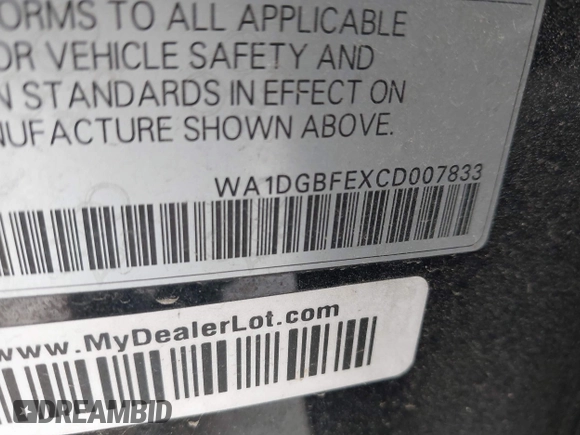 ORMS TO ALL APPLICABLE
OR VEHICLE SAFETY AND
N STANDARDS IN EFFECT ON
NUFACTURE SHOWN ABOVE.
WA1DGBFEXCD007833
www.MyDealerLot.com
DREAMBID